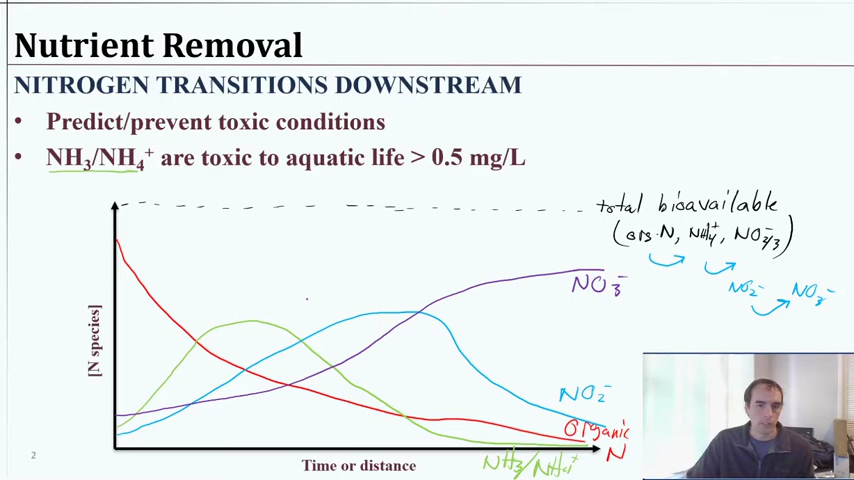 Nutrient Removal
NITROGEN TRANSITIONS DOWNSTREAM
• Predict/prevent toxic conditions
• NH₃/NH₄⁺ are toxic to aquatic life > 0.5 mg/L
total bioavailable
(org. N, NH₄⁺, NO₂⁻/₃)
NO₂⁻ NO₃⁻
NO₃⁻
[N species]
NO₂⁻
Organic
N
NH₃/NH₄⁺
Time or distance
2